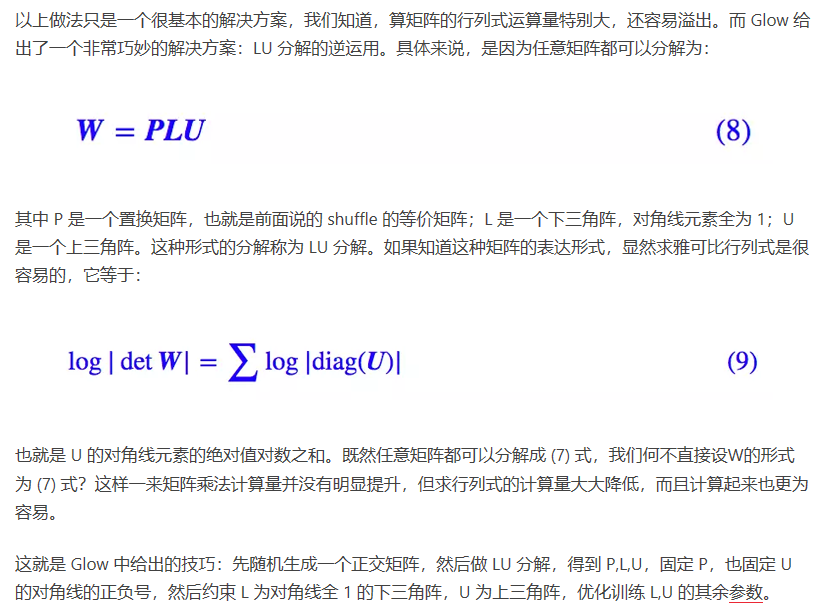 以上做法只是一个很基本的解决方案，我们知道，算矩阵的行列式运算量特别大，还容易溢出。而 Glow 给
出了一个非常巧妙的解决方案：LU 分解的逆运用。具体来说，是因为任意矩阵都可以分解为：
W = PLU (8)
其中 P 是一个置换矩阵，也就是前面说的 shuffle 的等价矩阵；L 是一个下三角阵，对角线元素全为 1；U
是一个上三角阵。这种形式的分解称为 LU 分解。如果知道这种矩阵的表达形式，显然求雅可比行列式是很
容易的，它等于：
log | det W| = ∑ log |diag(U)| (9)
也就是 U 的对角线元素的绝对值对数之和。既然任意矩阵都可以分解成 (7) 式，我们何不直接设W的形式
为 (7) 式？这样一来矩阵乘法计算量并没有明显提升，但求行列式的计算量大大降低，而且计算起来也更为
容易。
这就是 Glow 中给出的技巧：先随机生成一个正交矩阵，然后做 LU 分解，得到 P,L,U，固定 P，也固定 U
的对角线的正负号，然后约束 L 为对角线全 1 的下三角阵，U 为上三角阵，优化训练 L,U 的其余参数。